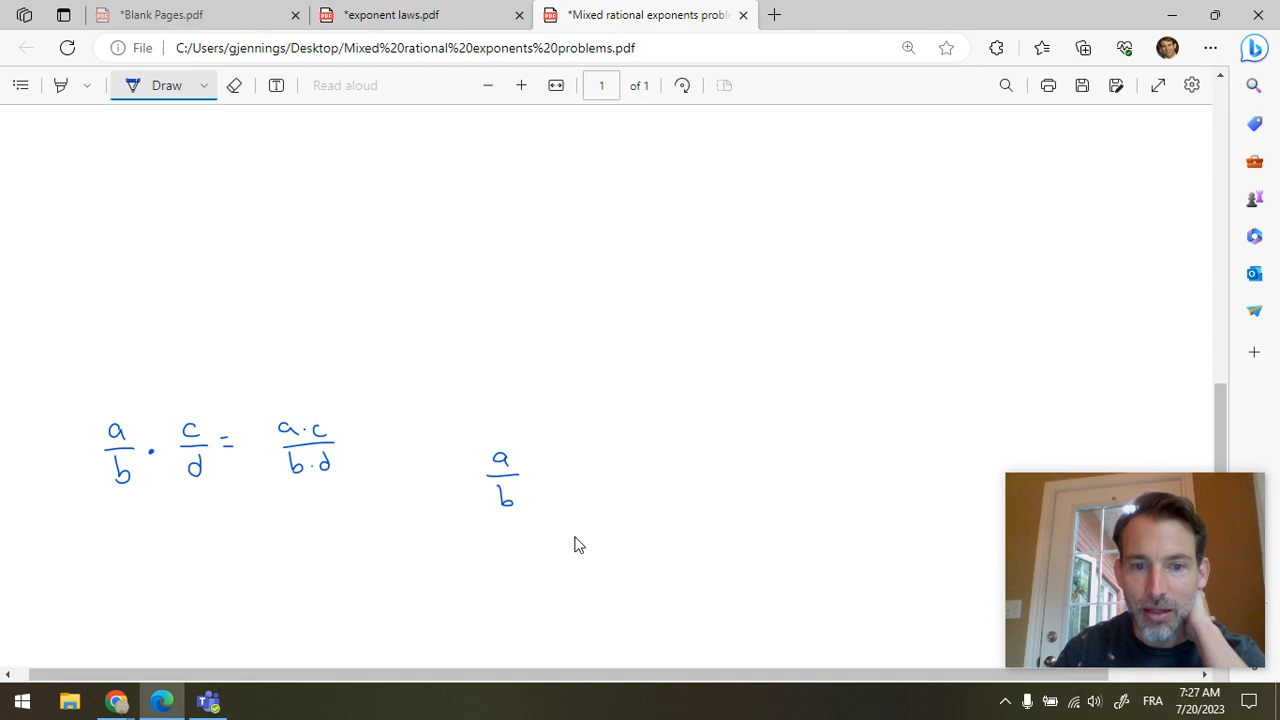 *Blank Pages.pdf
*exponent laws.pdf
*Mixed rational exponents proble
File
C:/Users/gjennings/Desktop/Mixed%20rational%20exponents%20problems.pdf
Draw
Read aloud
1 of 1
a/b · c/d = a·c/b·d
a/b
FRA
7:27 AM
7/20/2023